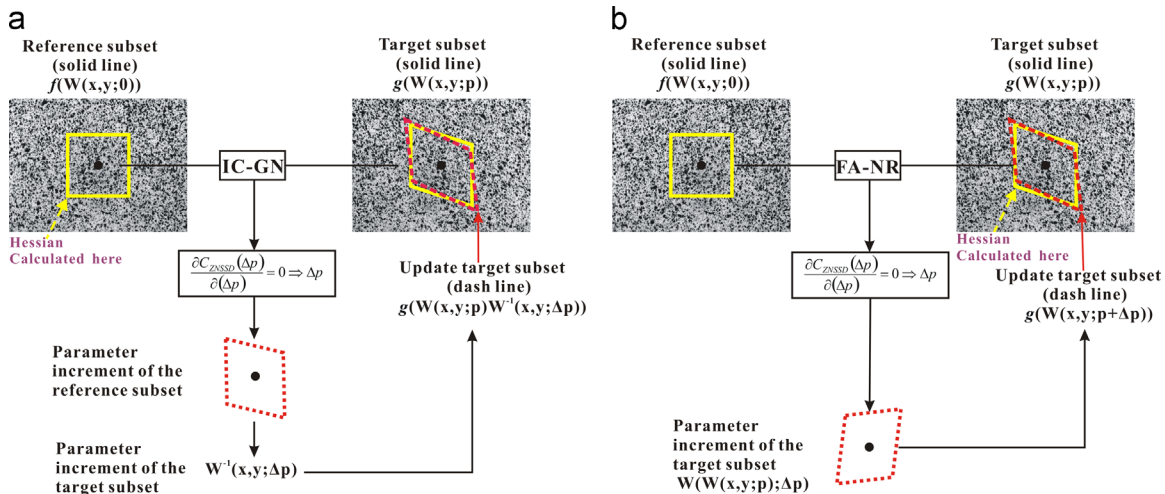 a
Reference subset
(solid line)
f(W(x,y;0))
Target subset
(solid line)
g(W(x,y;p))
IC-GN
Hessian
Calculated here
∂C_ZNSSD(Δp)/∂(Δp) = 0 ⇒ Δp
Update target subset
(dash line)
g(W(x,y;p)W⁻¹(x,y;Δp))
Parameter
increment of the
reference subset
Parameter
increment of the
target subset
W⁻¹(x,y;Δp)
b
Reference subset
(solid line)
f(W(x,y;0))
Target subset
(solid line)
g(W(x,y;p))
FA-NR
Hessian
Calculated here
∂C_ZNSSD(Δp)/∂(Δp) = 0 ⇒ Δp
Update target subset
(dash line)
g(W(x,y;p+Δp))
Parameter
increment of the
target subset
W(W(x,y;p);Δp)